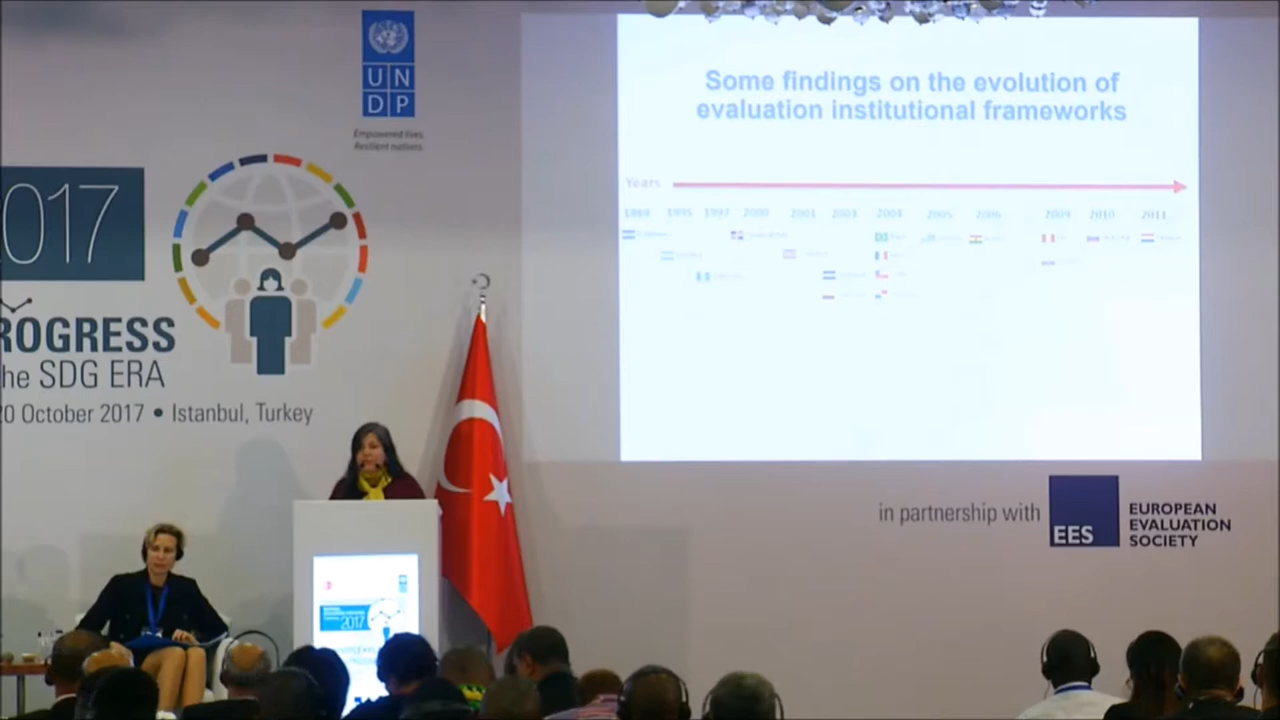 UN
DP
Empowered lives.
Resilient nations.
2017
ROGRESS
he SDG ERA
20 October 2017 • Istanbul, Turkey
Some findings on the evolution of
evaluation institutional frameworks
Years
1989 1995 1997 2000 2001 2003 2004 2005 2006 2009 2010 2011
in partnership with
EES
EUROPEAN
EVALUATION
SOCIETY
2017